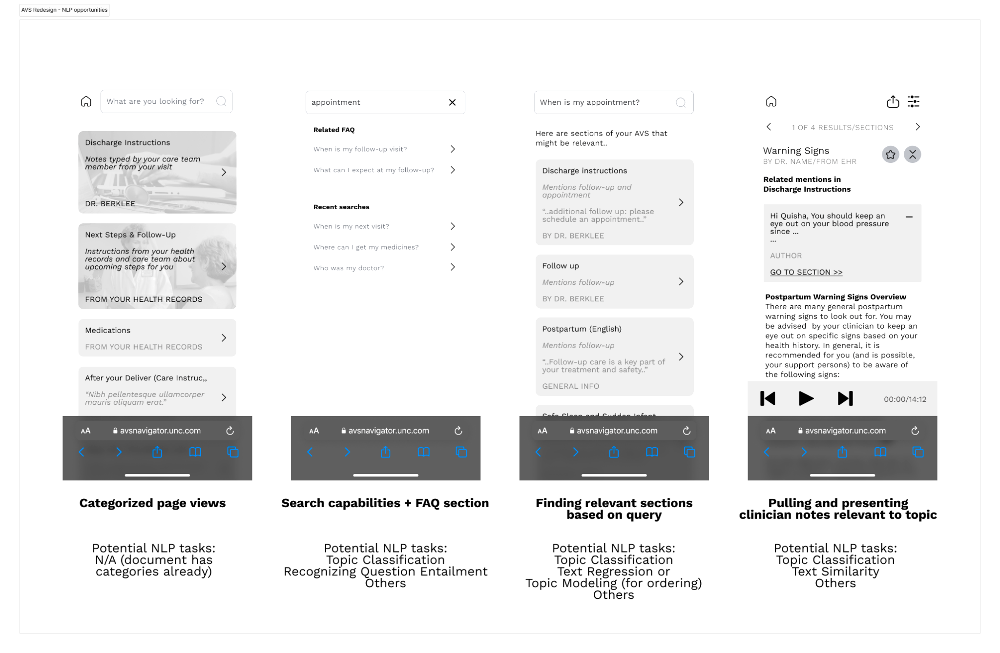 AVS Redesign - NLP opportunities
What are you looking for?
Discharge Instructions
Notes typed by your care team
member from your visit
DR. BERKLEE
Next Steps & Follow-Up
Instructions from your health
records and care team about
upcoming steps for you
FROM YOUR HEALTH RECORDS
Medications
FROM YOUR HEALTH RECORDS
After your Deliver (Care Instruc,,
“Nibh pellentesque ullamcorper
mauris aliquam erat.”
AA avsnavigator.unc.com
Categorized page views
Potential NLP tasks:
N/A (document has
categories already)
appointment
Related FAQ
When is my follow-up visit?
What can I expect at my follow-up?
Recent searches
When is my next visit?
Where can I get my medicines?
Who was my doctor?
AA avsnavigator.unc.com
Search capabilities + FAQ section
Potential NLP tasks:
Topic Classification
Recognizing Question Entailment
Others
When is my appointment?
Here are sections of your AVS that
might be relevant..
Discharge instructions
Mentions follow-up and
appointment
“..additional follow up: please
schedule an appointment..”
BY DR. BERKLEE
Follow up
Mentions follow-up
BY DR. BERKLEE
Postpartum (English)
Mentions follow-up
“..Follow-up care is a key part of
your treatment and safety..”
GENERAL INFO
Safe Sleep and Sudden Infant
AA avsnavigator.unc.com
Finding relevant sections
based on query
Potential NLP tasks:
Topic Classification
Text Regression or
Topic Modeling (for ordering)
Others
1 OF 4 RESULTS/SECTIONS
Warning Signs
BY DR. NAME/FROM EHR
Related mentions in
Discharge Instructions
Hi Quisha, You should keep an
eye out on your blood pressure
since ...
...
AUTHOR
GO TO SECTION >>
Postpartum Warning Signs Overview
There are many general postpartum
warning signs to look out for. You may
be advised  by your clinician to keep an
eye out on specific signs based on your
health history. In general, it is
recommended for you (and is possible,
your support persons) to be aware of
the following signs:
00:00/14:12
AA avsnavigator.unc.com
Pulling and presenting
clinician notes relevant to topic
Potential NLP tasks:
Topic Classification
Text Similarity
Others